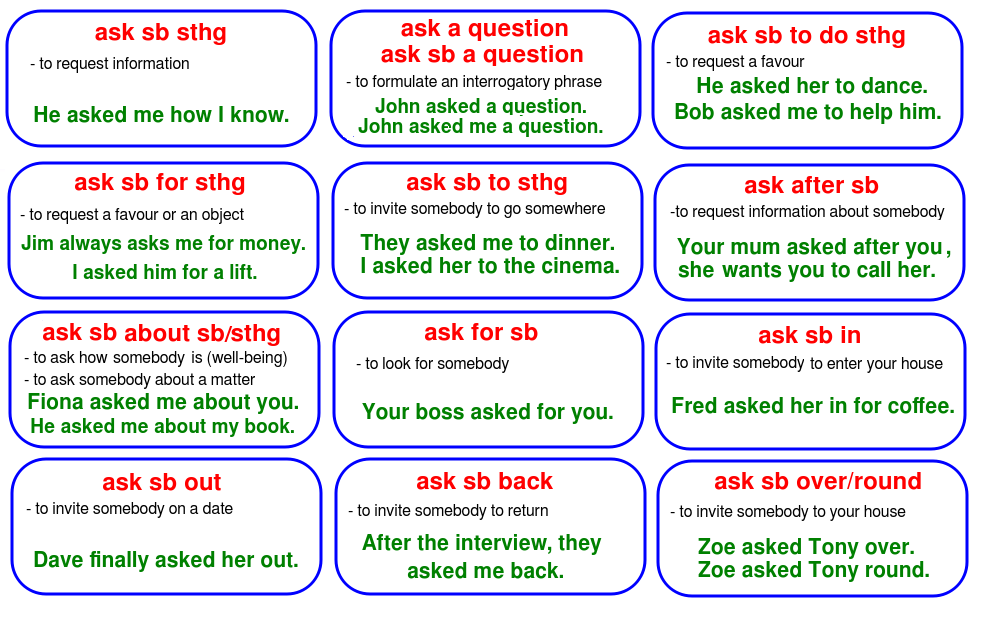 ask sb sthg
- to request information
He asked me how I know.
ask a question
ask sb a question
- to formulate an interrogatory phrase
John asked a question.
John asked me a question.
ask sb to do sthg
- to request a favour
He asked her to dance.
Bob asked me to help him.
ask sb for sthg
- to request a favour or an object
Jim always asks me for money.
I asked him for a lift.
ask sb to sthg
- to invite somebody to go somewhere
They asked me to dinner.
I asked her to the cinema.
ask after sb
-to request information about somebody
Your mum asked after you,
she wants you to call her.
ask sb about sb/sthg
- to ask how somebody is (well-being)
- to ask somebody about a matter
Fiona asked me about you.
He asked me about my book.
ask for sb
- to look for somebody
Your boss asked for you.
ask sb in
- to invite somebody to enter your house
Fred asked her in for coffee.
ask sb out
- to invite somebody on a date
Dave finally asked her out.
ask sb back
- to invite somebody to return
After the interview, they
asked me back.
ask sb over/round
- to invite somebody to your house
Zoe asked Tony over.
Zoe asked Tony round.